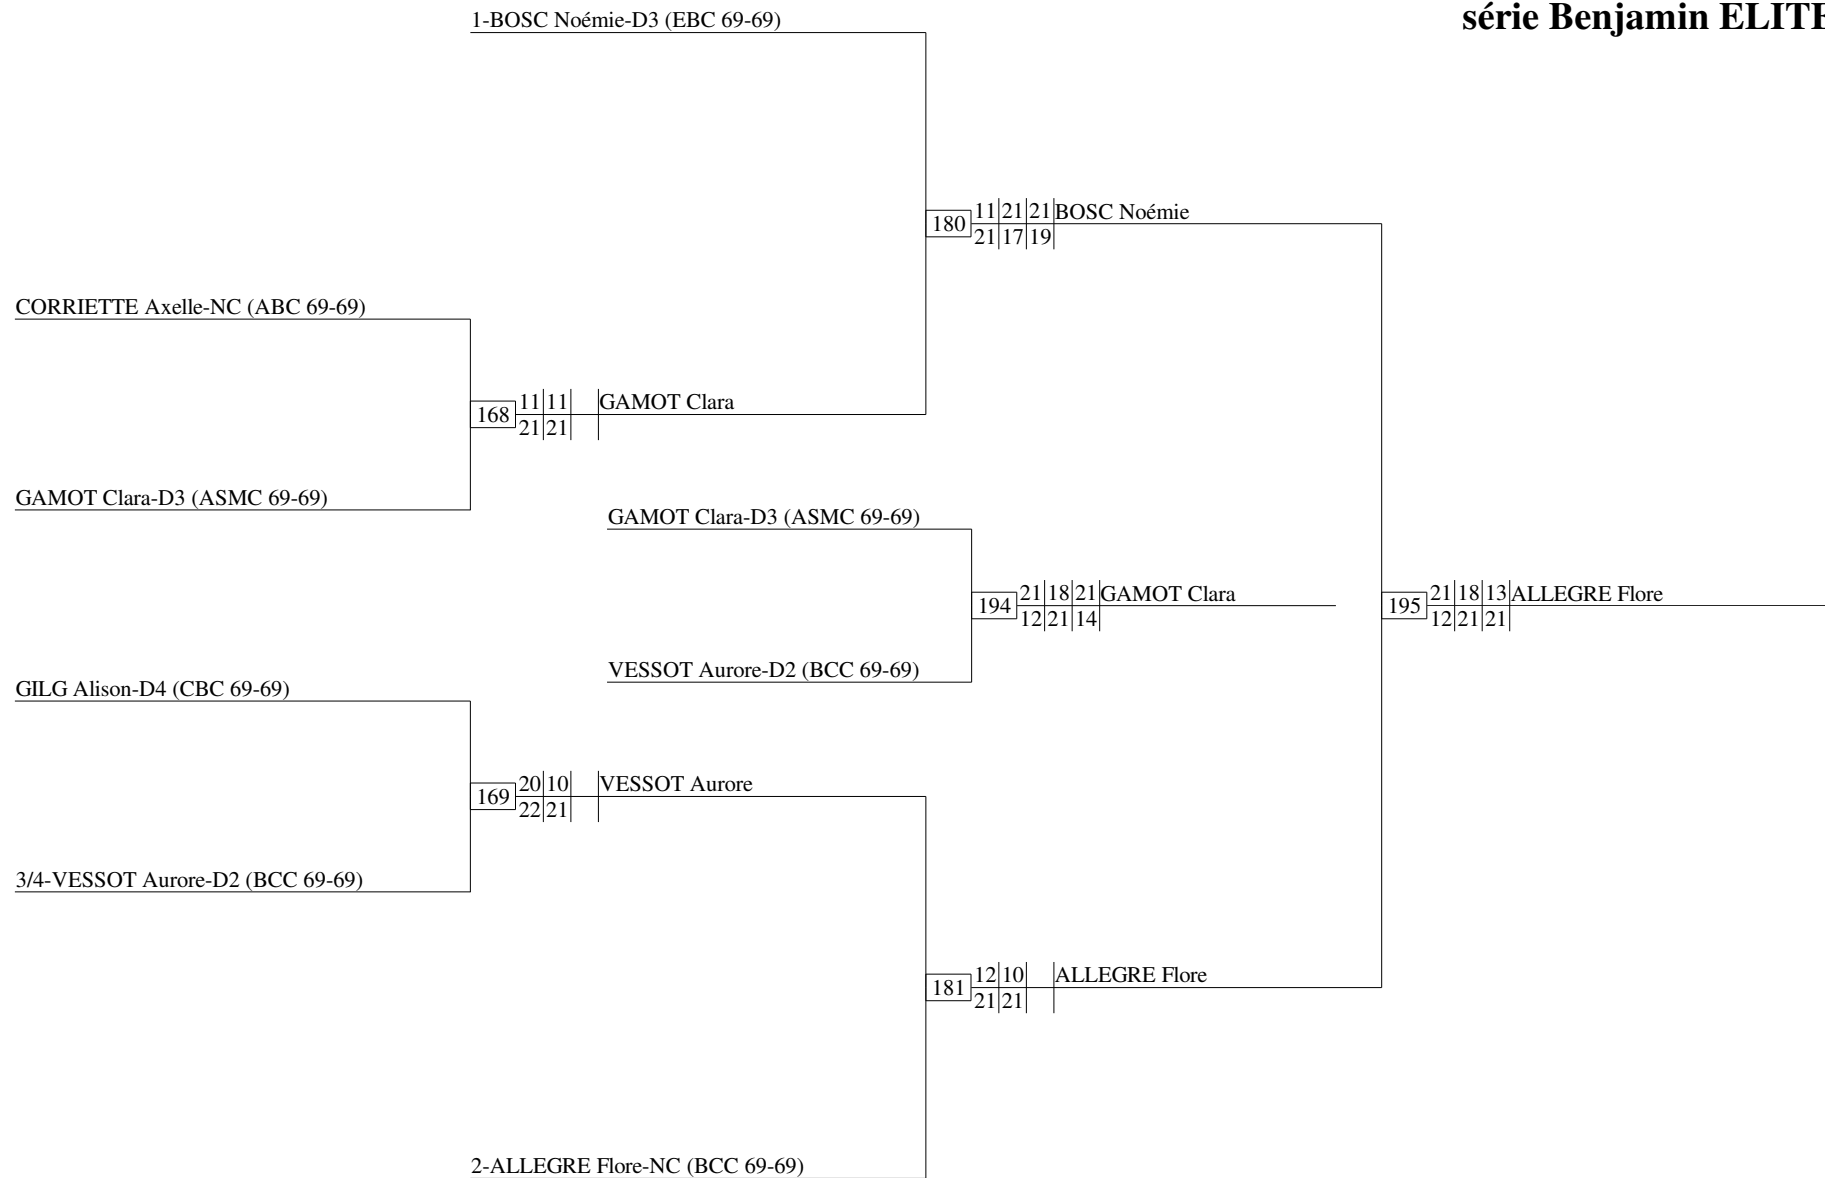 série Benjamin ELITE
1-BOSC Noémie-D3 (EBC 69-69)
180 11 21 21 BOSC Noémie
21 17 19
CORRIETTE Axelle-NC (ABC 69-69)
168 11 11 GAMOT Clara
21 21
GAMOT Clara-D3 (ASMC 69-69)
GAMOT Clara-D3 (ASMC 69-69)
194 21 18 21 GAMOT Clara
12 21 14
195 21 18 13 ALLEGRE Flore
12 21 21
VESSOT Aurore-D2 (BCC 69-69)
GILG Alison-D4 (CBC 69-69)
169 20 10 VESSOT Aurore
22 21
3/4-VESSOT Aurore-D2 (BCC 69-69)
181 12 10 ALLEGRE Flore
21 21
2-ALLEGRE Flore-NC (BCC 69-69)